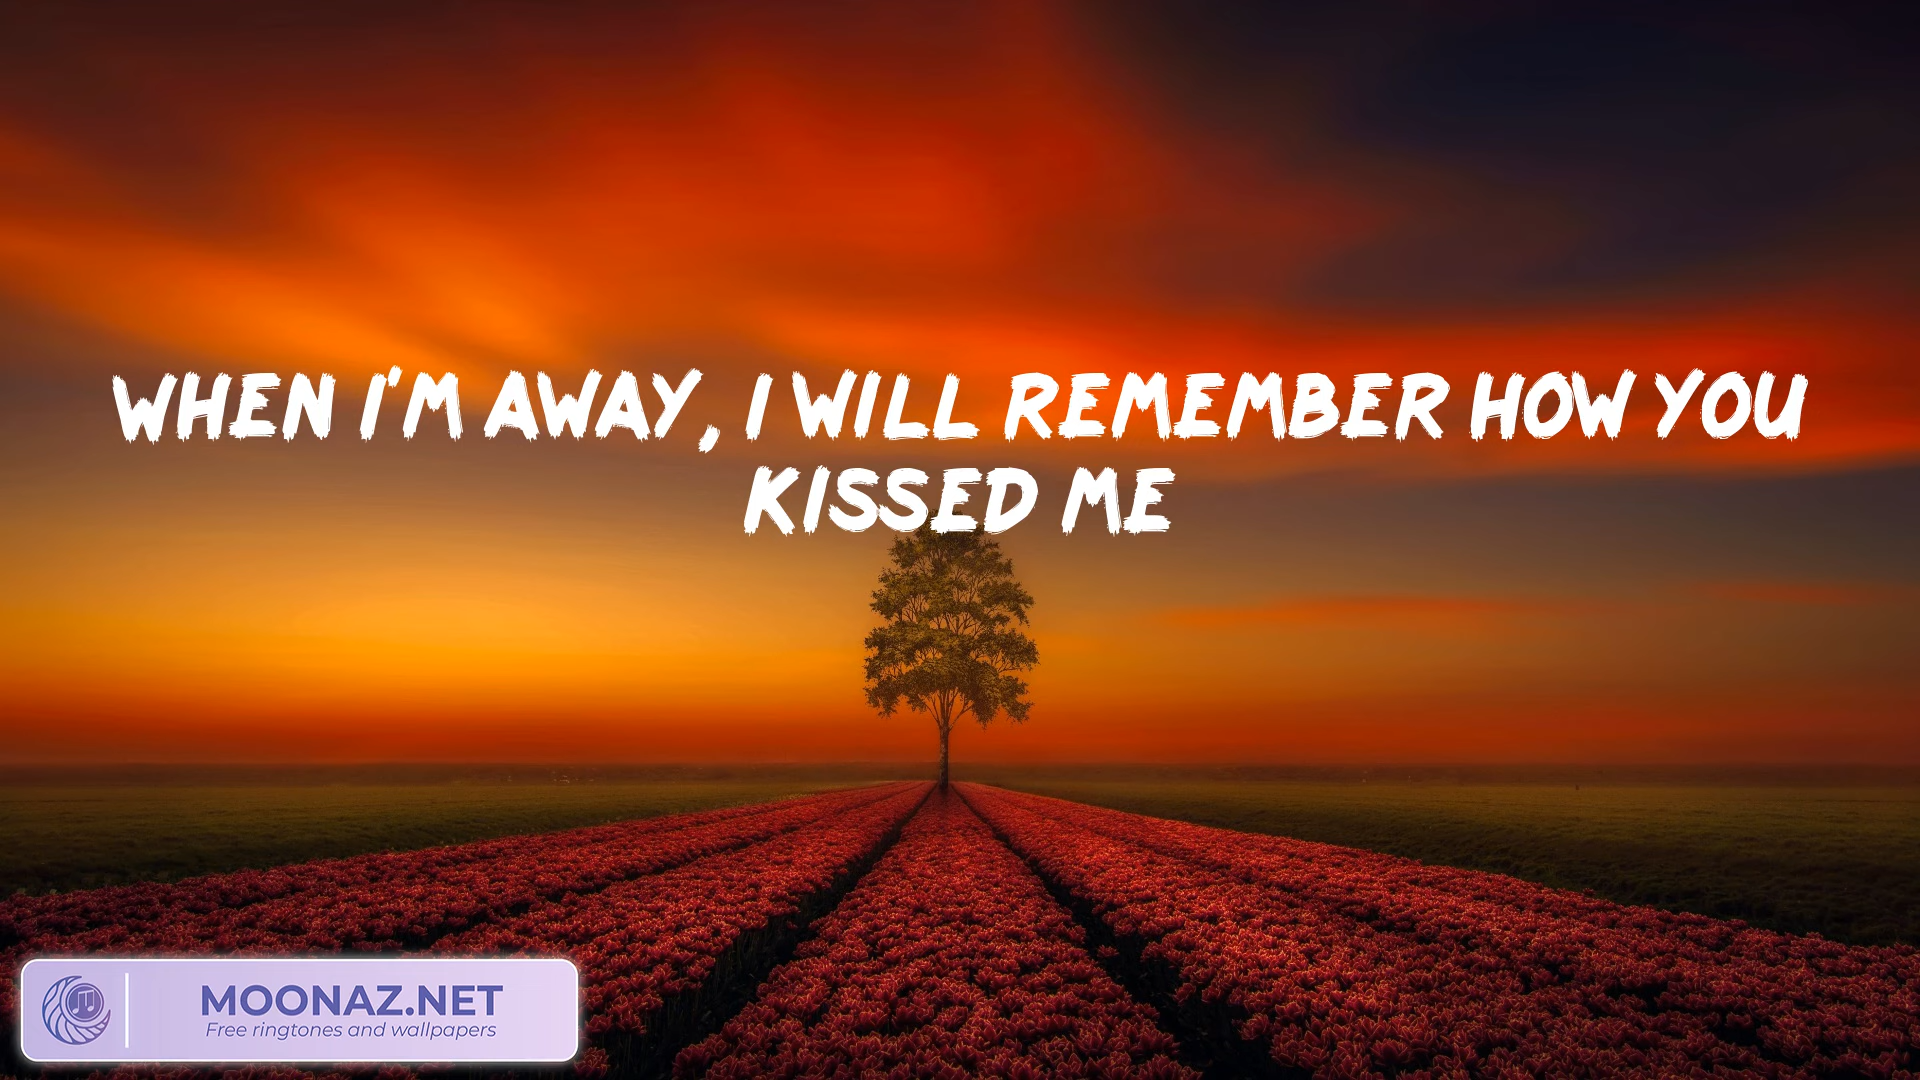 WHEN I'M AWAY, I WILL REMEMBER HOW YOU
KISSED ME
MOONAZ.NET
Free ringtones and wallpapers